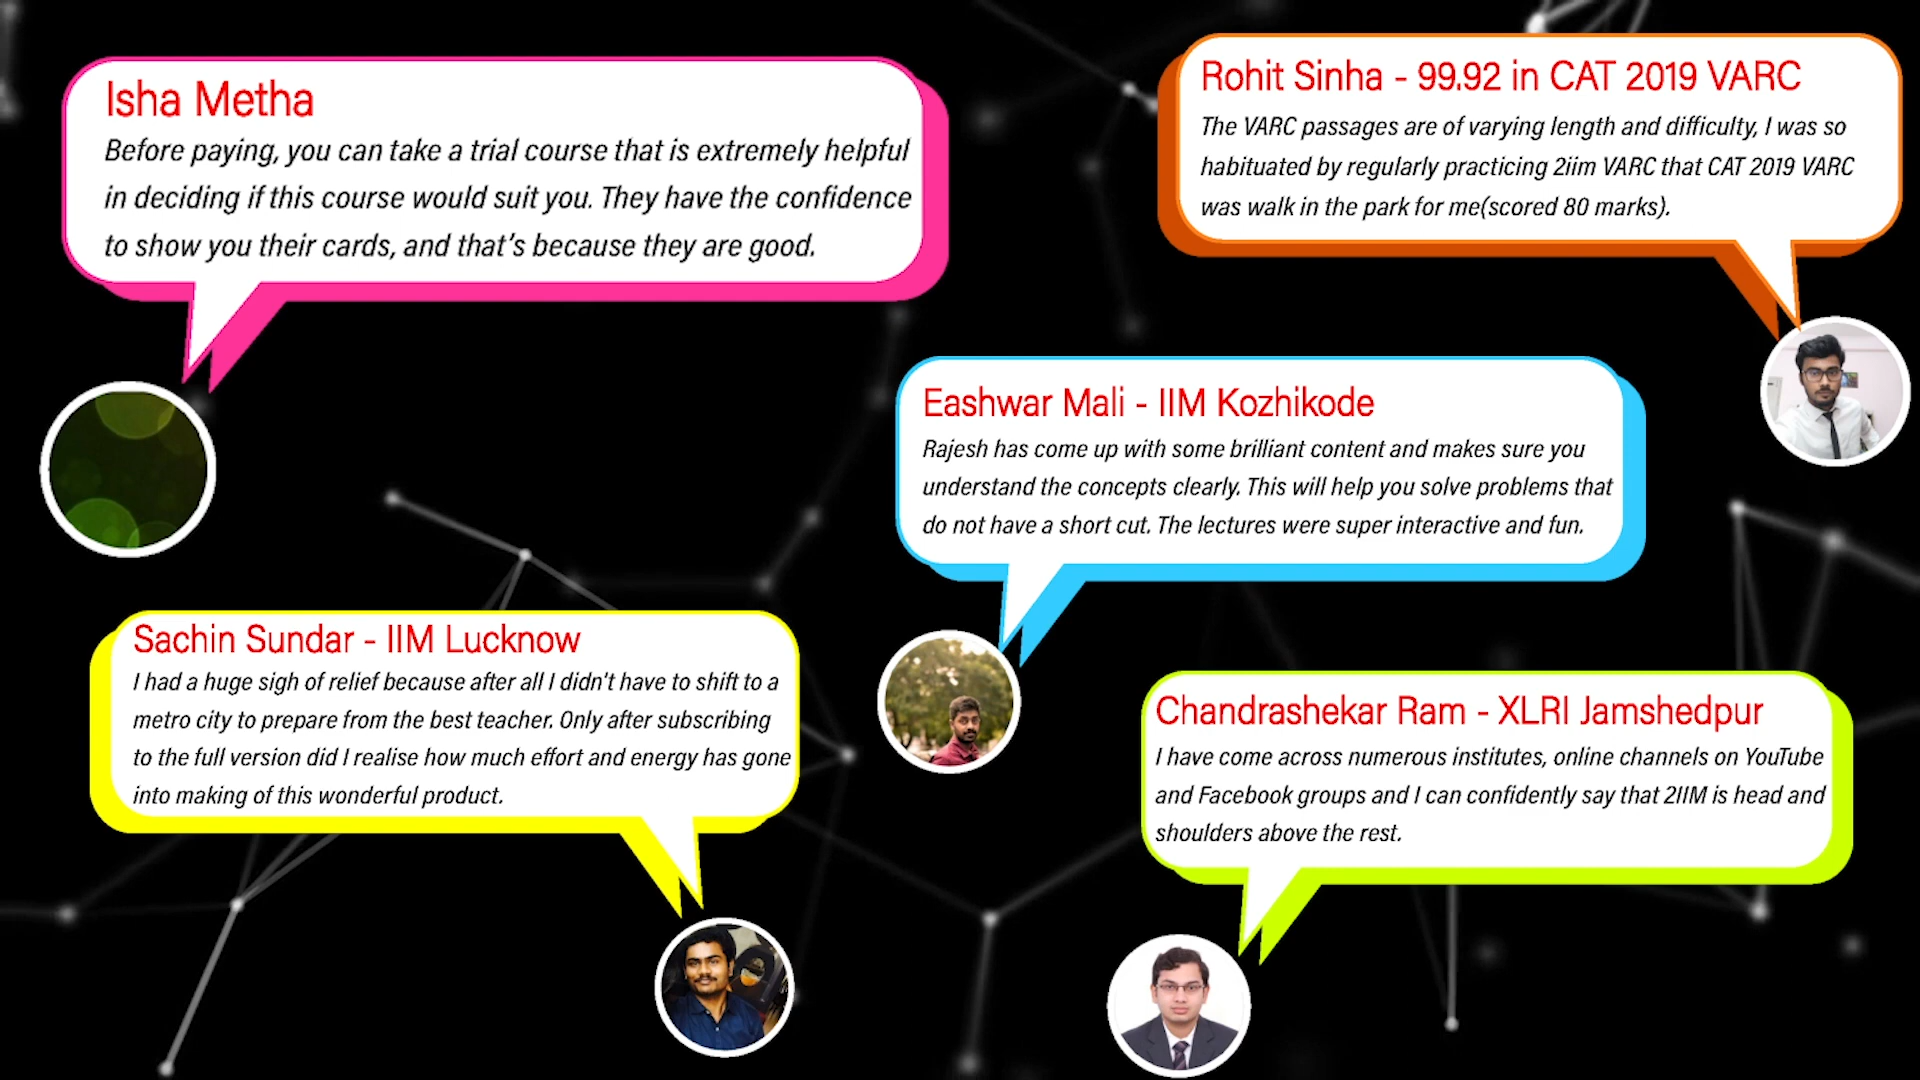 Isha Metha
Before paying, you can take a trial course that is extremely helpful
in deciding if this course would suit you. They have the confidence
to show you their cards, and that's because they are good.
Rohit Sinha - 99.92 in CAT 2019 VARC
The VARC passages are of varying length and difficulty, I was so
habituated by regularly practicing 2iim VARC that CAT 2019 VARC
was walk in the park for me(scored 80 marks).
Eashwar Mali - IIM Kozhikode
Rajesh has come up with some brilliant content and makes sure you
understand the concepts clearly. This will help you solve problems that
do not have a short cut. The lectures were super interactive and fun.
Sachin Sundar - IIM Lucknow
I had a huge sigh of relief because after all I didn't have to shift to a
metro city to prepare from the best teacher. Only after subscribing
to the full version did I realise how much effort and energy has gone
into making of this wonderful product.
Chandrashekar Ram - XLRI Jamshedpur
I have come across numerous institutes, online channels on YouTube
and Facebook groups and I can confidently say that 2IIM is head and
shoulders above the rest.